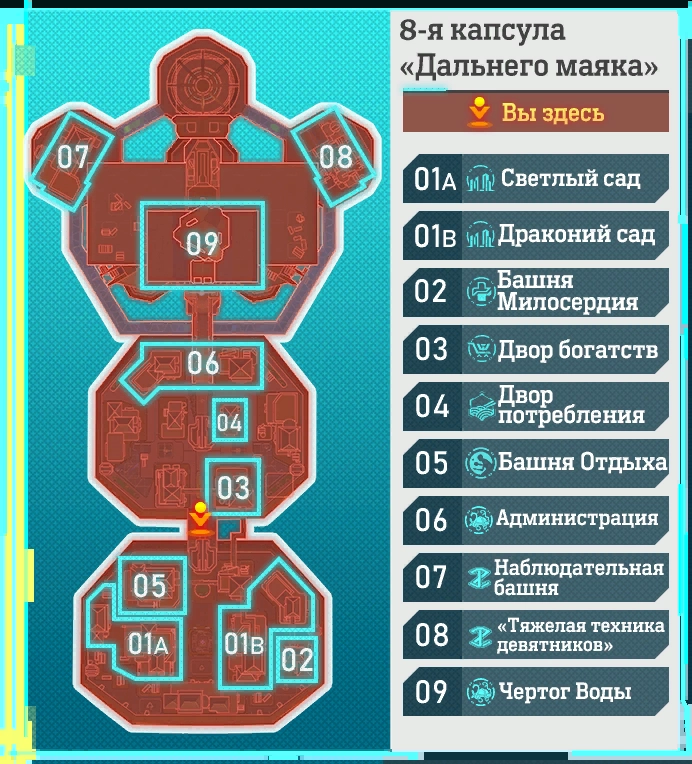 8-я капсула
«Дальнего маяка»
Вы здесь
01A Светлый сад
01B Драконий сад
02 Башня
Милосердия
03 Двор богатств
04 Двор
потребления
05 Башня Отдыха
06 Администрация
07 Наблюдательная
башня
08 «Тяжелая техника
девятников»
09 Чертог Воды
07
08
09
06
04
03
05
01A
01B
02